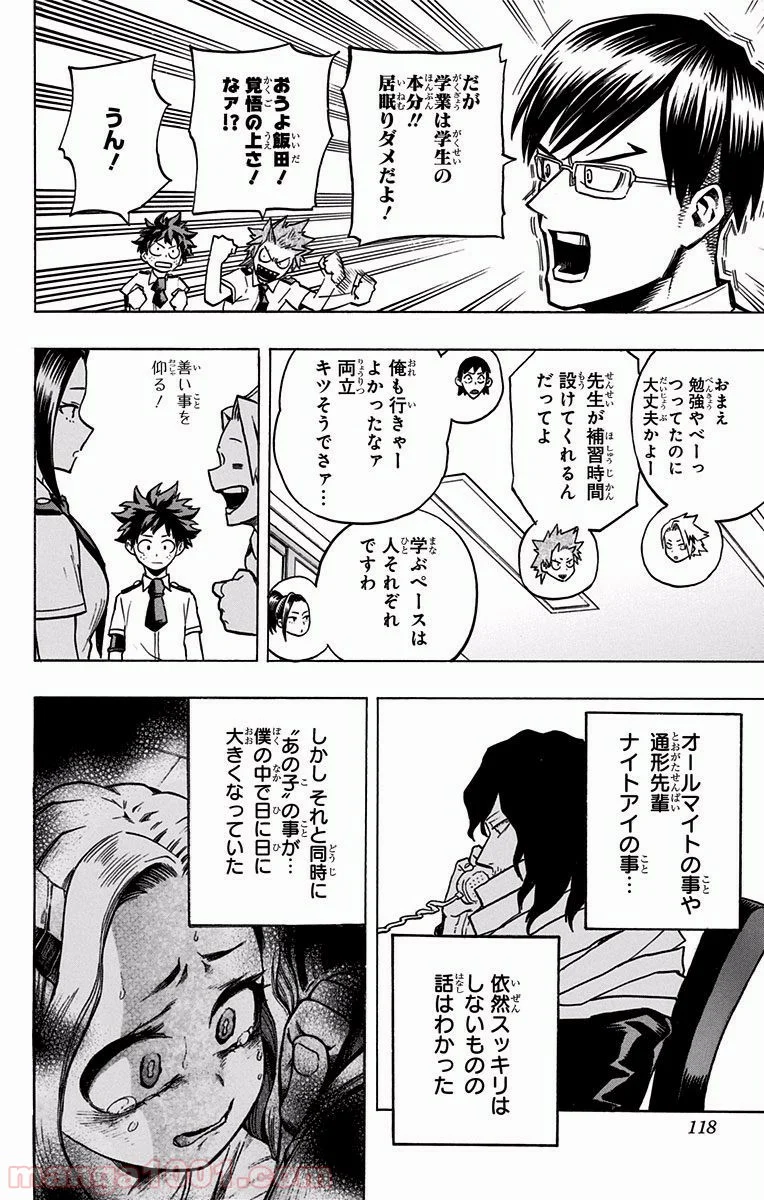 だが
学業は学生の
本分!!
居眠りダメだよ!
おうよ飯田!
覚悟の上さ!
なァ!?
うん!
おまえ
勉強やべーっ
つってたのに
大丈夫かよー
先生が補習時間
設けてくれるん
だってよ
俺も行きゃー
よかったなァ
両立
キツそうでさァ…
学ぶペースは
人それぞれ
ですわ
善い事を
仰る!
オールマイトの事や
通形先輩
ナイトアイの事…
依然スッキリは
しないものの
話はわかった
しかし それと同時に
〝あの子〟の事が…
僕の中で日に日に
大きくなっていた
118
manga1001.com